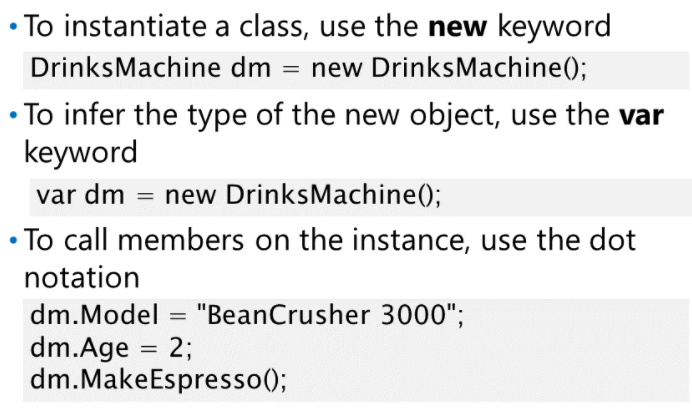 • To instantiate a class, use the new keyword
DrinksMachine dm = new DrinksMachine();
• To infer the type of the new object, use the var
keyword
var dm = new DrinksMachine();
• To call members on the instance, use the dot
notation
dm.Model = "BeanCrusher 3000";
dm.Age = 2;
dm.MakeEspresso();